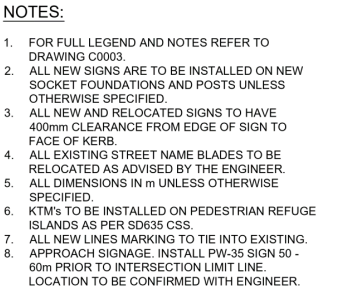 NOTES:
1. FOR FULL LEGEND AND NOTES REFER TO
DRAWING C0003.
2. ALL NEW SIGNS ARE TO BE INSTALLED ON NEW
SOCKET FOUNDATIONS AND POSTS UNLESS
OTHERWISE SPECIFIED.
3. ALL NEW AND RELOCATED SIGNS TO HAVE
400mm CLEARANCE FROM EDGE OF SIGN TO
FACE OF KERB.
4. ALL EXISTING STREET NAME BLADES TO BE
RELOCATED AS ADVISED BY THE ENGINEER.
5. ALL DIMENSIONS IN m UNLESS OTHERWISE
SPECIFIED.
6. KTM's TO BE INSTALLED ON PEDESTRIAN REFUGE
ISLANDS AS PER SD635 CSS.
7. ALL NEW LINES MARKING TO TIE INTO EXISTING.
8. APPROACH SIGNAGE. INSTALL PW-35 SIGN 50 -
60m PRIOR TO INTERSECTION LIMIT LINE.
LOCATION TO BE CONFIRMED WITH ENGINEER.